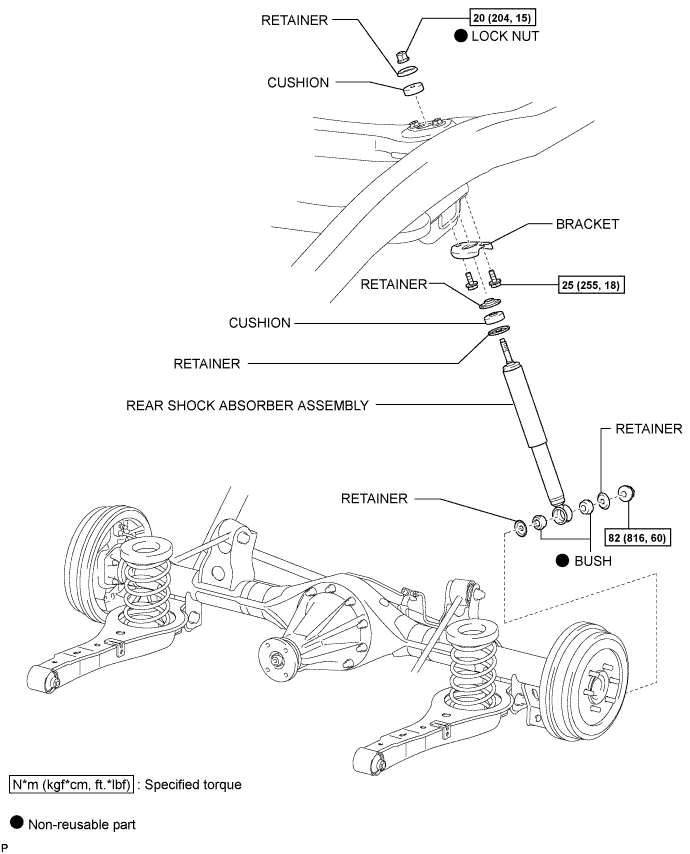 RETAINER
20 (204, 15)
● LOCK NUT
CUSHION
BRACKET
RETAINER
25 (255, 18)
CUSHION
RETAINER
REAR SHOCK ABSORBER ASSEMBLY
RETAINER
RETAINER
82 (816, 60)
● BUSH
N*m (kgf*cm, ft.*lbf) : Specified torque
● Non-reusable part
P